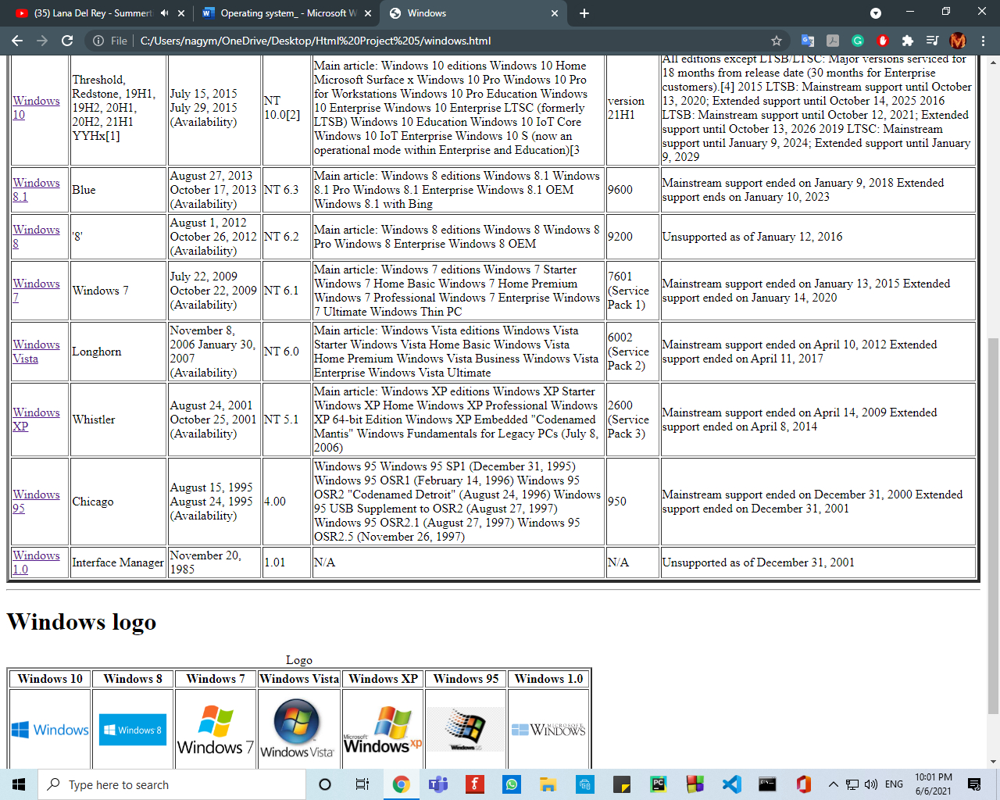 (35) Lana Del Rey - Summert
Operating system_ - Microsoft W
Windows
File | C:/Users/nagym/OneDrive/Desktop/Html%20Project%205/windows.html
Windows
10
Threshold,
Redstone, 19H1,
19H2, 20H1,
20H2, 21H1
YYHx[1]
July 15, 2015
July 29, 2015
(Availability)
NT
10.0[2]
Main article: Windows 10 editions Windows 10 Home
Microsoft Surface x Windows 10 Pro Windows 10 Pro
for Workstations Windows 10 Pro Education Windows
10 Enterprise Windows 10 Enterprise LTSC (formerly
LTSB) Windows 10 Education Windows 10 IoT Core
Windows 10 IoT Enterprise Windows 10 S (now an
operational mode within Enterprise and Education)[3
version
21H1
All editions except LTSB/LTSC: Major versions serviced for
18 months from release date (30 months for Enterprise
customers).[4] 2015 LTSB: Mainstream support until October
13, 2020; Extended support until October 14, 2025 2016
LTSB: Mainstream support until October 12, 2021; Extended
support until October 13, 2026 2019 LTSC: Mainstream
support until January 9, 2024; Extended support until January
9, 2029
Windows
8.1
Blue
August 27, 2013
October 17, 2013
(Availability)
NT 6.3
Main article: Windows 8 editions Windows 8.1 Windows
8.1 Pro Windows 8.1 Enterprise Windows 8.1 OEM
Windows 8.1 with Bing
9600
Mainstream support ended on January 9, 2018 Extended
support ends on January 10, 2023
Windows
8
'8'
August 1, 2012
October 26, 2012
(Availability)
NT 6.2
Main article: Windows 8 editions Windows 8 Windows 8
Pro Windows 8 Enterprise Windows 8 OEM
9200
Unsupported as of January 12, 2016
Windows
7
Windows 7
July 22, 2009
October 22, 2009
(Availability)
NT 6.1
Main article: Windows 7 editions Windows 7 Starter
Windows 7 Home Basic Windows 7 Home Premium
Windows 7 Professional Windows 7 Enterprise Windows
7 Ultimate Windows Thin PC
7601
(Service
Pack 1)
Mainstream support ended on January 13, 2015 Extended
support ended on January 14, 2020
Windows
Vista
Longhorn
November 8,
2006 January 30,
2007
(Availability)
NT 6.0
Main article: Windows Vista editions Windows Vista
Starter Windows Vista Home Basic Windows Vista
Home Premium Windows Vista Business Windows Vista
Enterprise Windows Vista Ultimate
6002
(Service
Pack 2)
Mainstream support ended on April 10, 2012 Extended
support ended on April 11, 2017
Windows
XP
Whistler
August 24, 2001
October 25, 2001
(Availability)
NT 5.1
Main article: Windows XP editions Windows XP Starter
Windows XP Home Windows XP Professional Windows
XP 64-bit Edition Windows XP Embedded "Codenamed
Mantis" Windows Fundamentals for Legacy PCs (July 8,
2006)
2600
(Service
Pack 3)
Mainstream support ended on April 14, 2009 Extended
support ended on April 8, 2014
Windows
95
Chicago
August 15, 1995
August 24, 1995
(Availability)
4.00
Windows 95 Windows 95 SP1 (December 31, 1995)
Windows 95 OSR1 (February 14, 1996) Windows 95
OSR2 "Codenamed Detroit" (August 24, 1996) Windows
95 USB Supplement to OSR2 (August 27, 1997)
Windows 95 OSR2.1 (August 27, 1997) Windows 95
OSR2.5 (November 26, 1997)
950
Mainstream support ended on December 31, 2000 Extended
support ended on December 31, 2001
Windows
1.0
Interface Manager
November 20,
1985
1.01
N/A
N/A
Unsupported as of December 31, 2001
Windows logo
Logo
Windows 10 Windows 8 Windows 7 Windows Vista Windows XP Windows 95 Windows 1.0
Windows
Windows 8
Windows 7
Windows Vista
Microsoft
Windows xp
Windows 95
MICROSOFT
WINDOWS
Type here to search
ENG
10:01 PM
6/6/2021